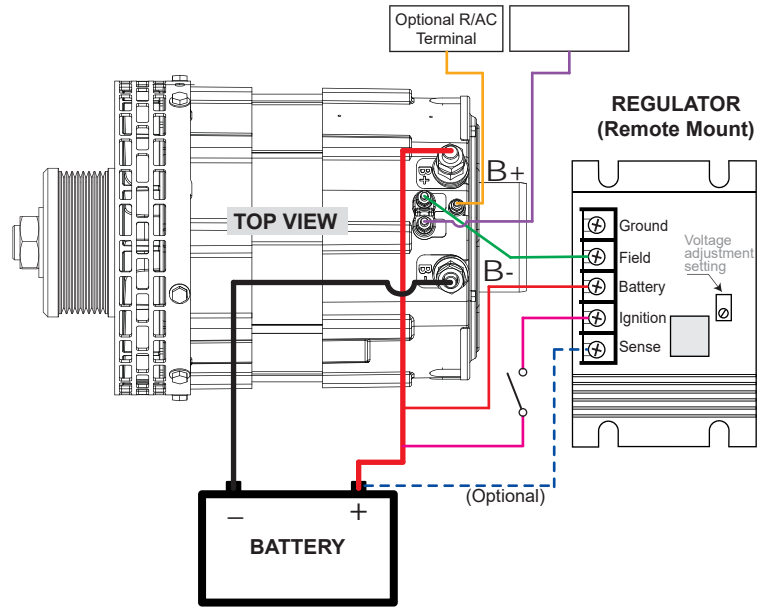 Optional R/AC
Terminal
REGULATOR
(Remote Mount)
B+
B+
TOP VIEW
B-
B-
Ground
Field
Battery
Ignition
Sense
Voltage
adjustment
setting
(Optional)
– +
BATTERY